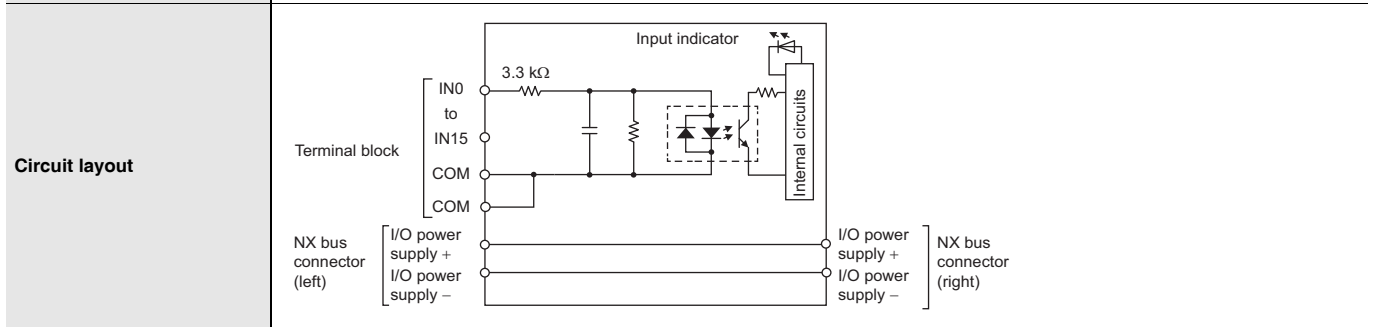 Circuit layout
Input indicator
3.3 kΩ
IN0
to
IN15
COM
COM
Terminal block
Internal circuits
NX bus
connector
(left)
I/O power
supply +
I/O power
supply −
I/O power
supply +
I/O power
supply −
NX bus
connector
(right)